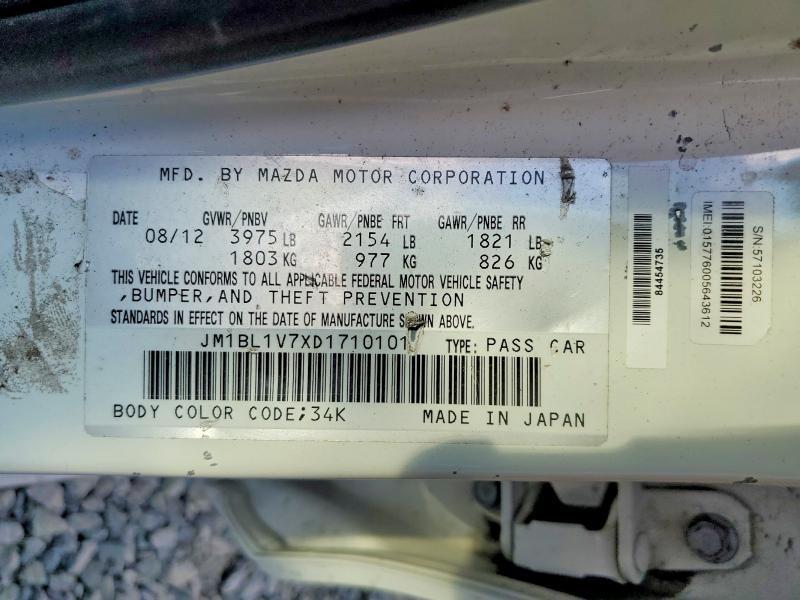 MFD. BY MAZDA MOTOR CORPORATION
DATE GVWR/PNBV GAWR/PNBE FRT GAWR/PNBE RR
08/12 3975 LB 2154 LB 1821 LB
1803 KG 977 KG 826 KG
THIS VEHICLE CONFORMS TO ALL APPLICABLE FEDERAL MOTOR VEHICLE SAFETY
,BUMPER,AND THEFT PREVENTION
STANDARDS IN EFFECT ON THE DATE OF MANUFACTURE SHOWN ABOVE.
JM1BL1V7XD1710101 TYPE: PASS CAR
BODY COLOR CODE;34K MADE IN JAPAN
84454735
IMEI:015776005643612
S/N.57103226